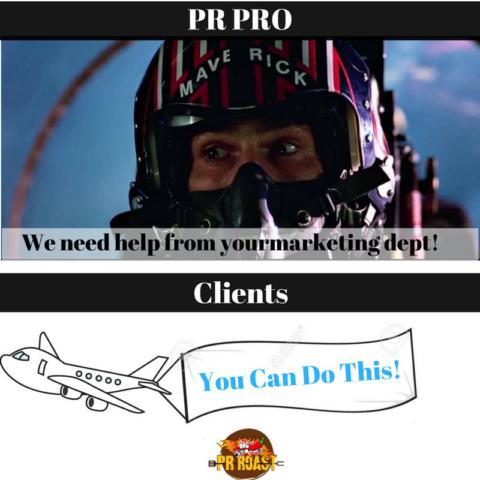 PR PRO
MAVE RICK
We need help from yourmarketing dept!
Clients
You Can Do This!
PR ROAST